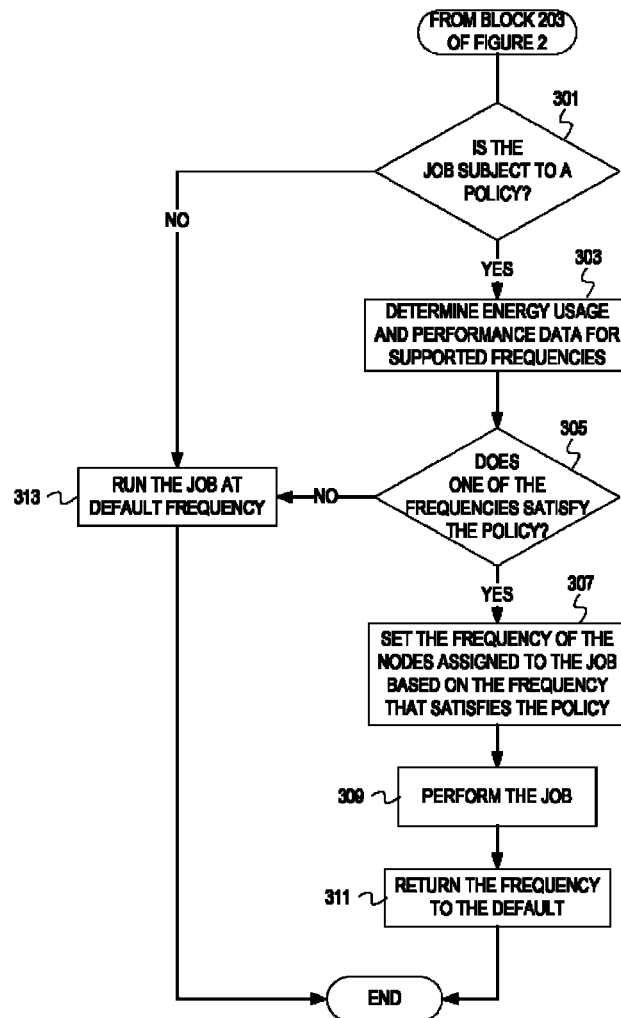 FROM BLOCK 203
OF FIGURE 2
301
IS THE
JOB SUBJECT TO A
POLICY?
NO
YES
303
DETERMINE ENERGY USAGE
AND PERFORMANCE DATA FOR
SUPPORTED FREQUENCIES
305
DOES
ONE OF THE
FREQUENCIES SATISFY
THE POLICY?
NO
313
RUN THE JOB AT
DEFAULT FREQUENCY
YES
307
SET THE FREQUENCY OF THE
NODES ASSIGNED TO THE JOB
BASED ON THE FREQUENCY
THAT SATISFIES THE POLICY
309
PERFORM THE JOB
311
RETURN THE FREQUENCY
TO THE DEFAULT
END